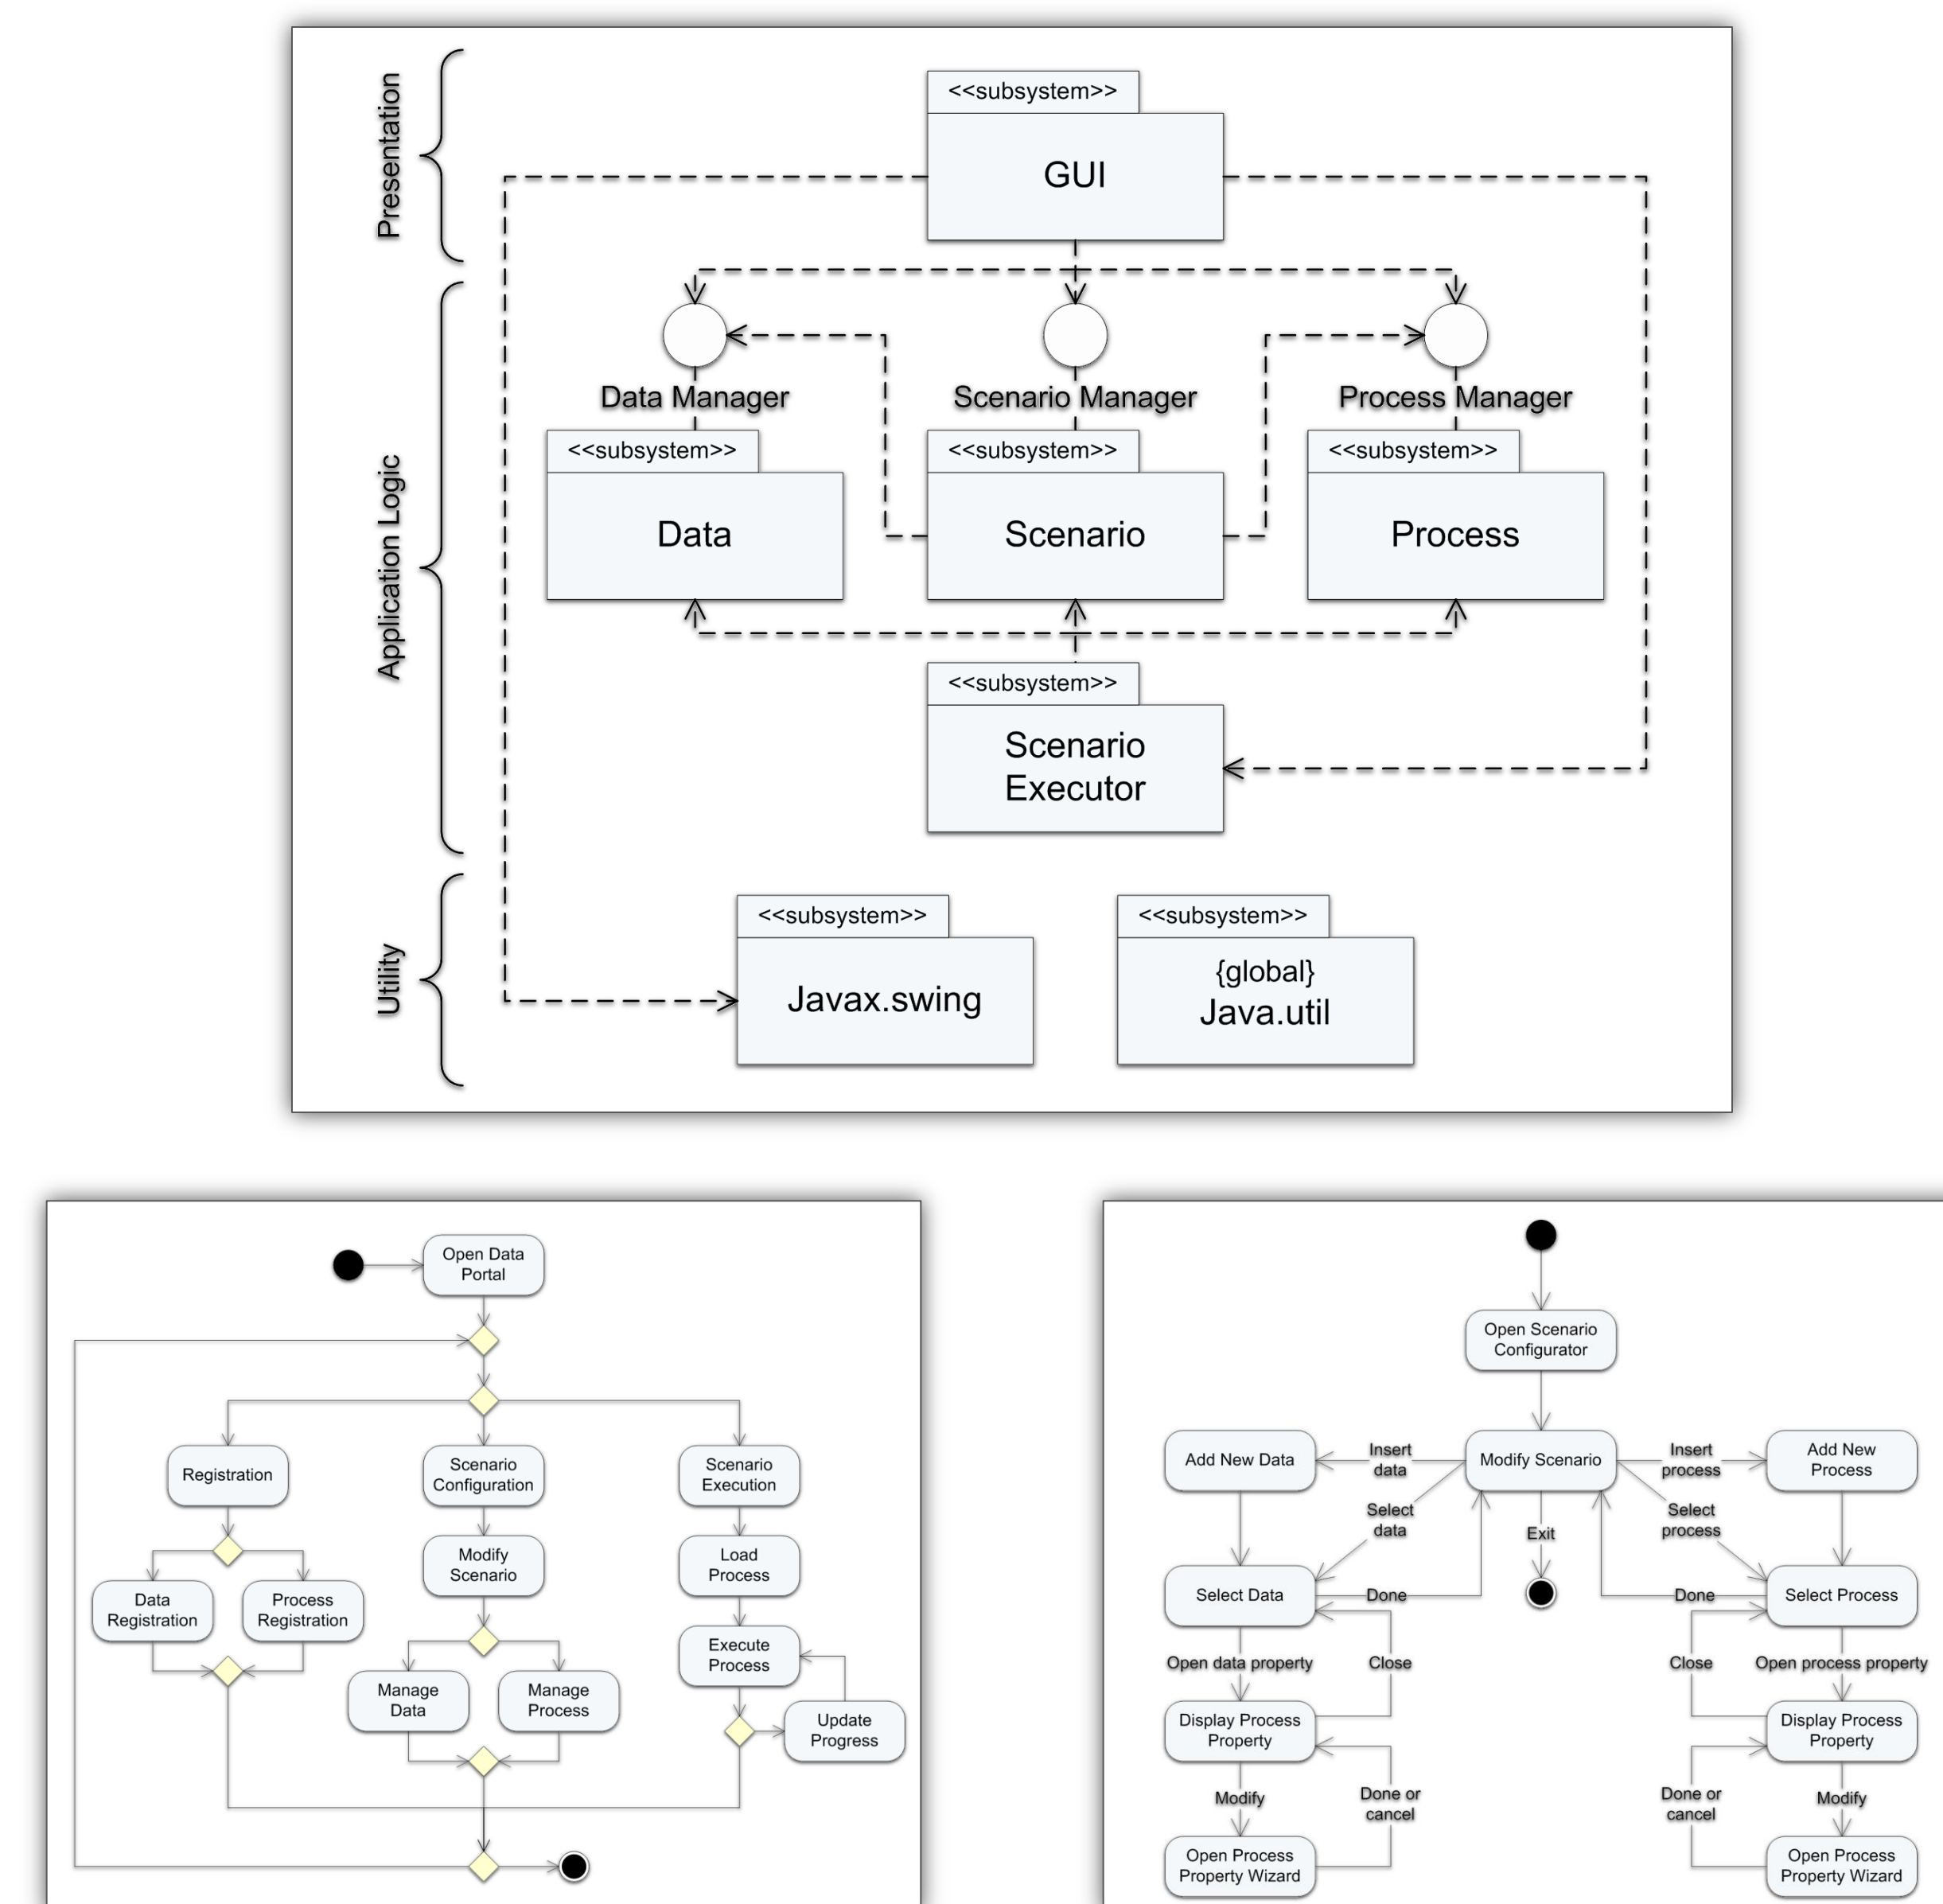 Presentation
<<subsystem>>
GUI
Application Logic
Data Manager
Scenario Manager
Process Manager
<<subsystem>>
Data
<<subsystem>>
Scenario
<<subsystem>>
Process
<<subsystem>>
Scenario
Executor
Utility
<<subsystem>>
Javax.swing
<<subsystem>>
{global}
Java.util
Open Data
Portal
Registration
Scenario
Configuration
Scenario
Execution
Modify
Scenario
Load
Process
Data
Registration
Process
Registration
Execute
Process
Manage
Data
Manage
Process
Update
Progress
Open Scenario
Configurator
Add New Data
Insert
data
Modify Scenario
Insert
process
Add New
Process
Select
data
Exit
Select
process
Select Data
Done
Done
Select Process
Open data property
Close
Close
Open process property
Display Process
Property
Display Process
Property
Modify
Done or
cancel
Done or
cancel
Modify
Open Process
Property Wizard
Open Process
Property Wizard